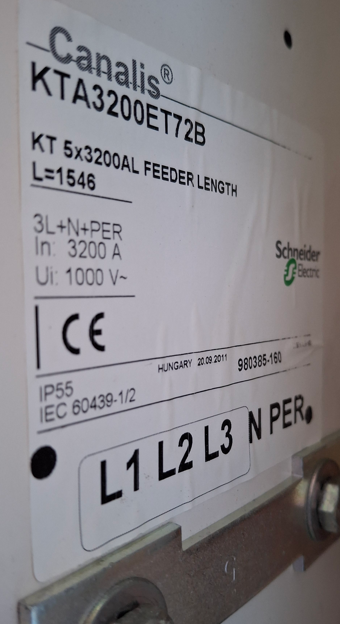 Canalis®
KTA3200ET72B
KT 5x3200AL FEEDER LENGTH
L=1546
3L+N+PER
In: 3200 A
Ui: 1000 V~
Schneider
Electric
CE
HUNGARY 20.09.2011 980385-160
IP55
IEC 60439-1/2
L1 L2 L3 N PER